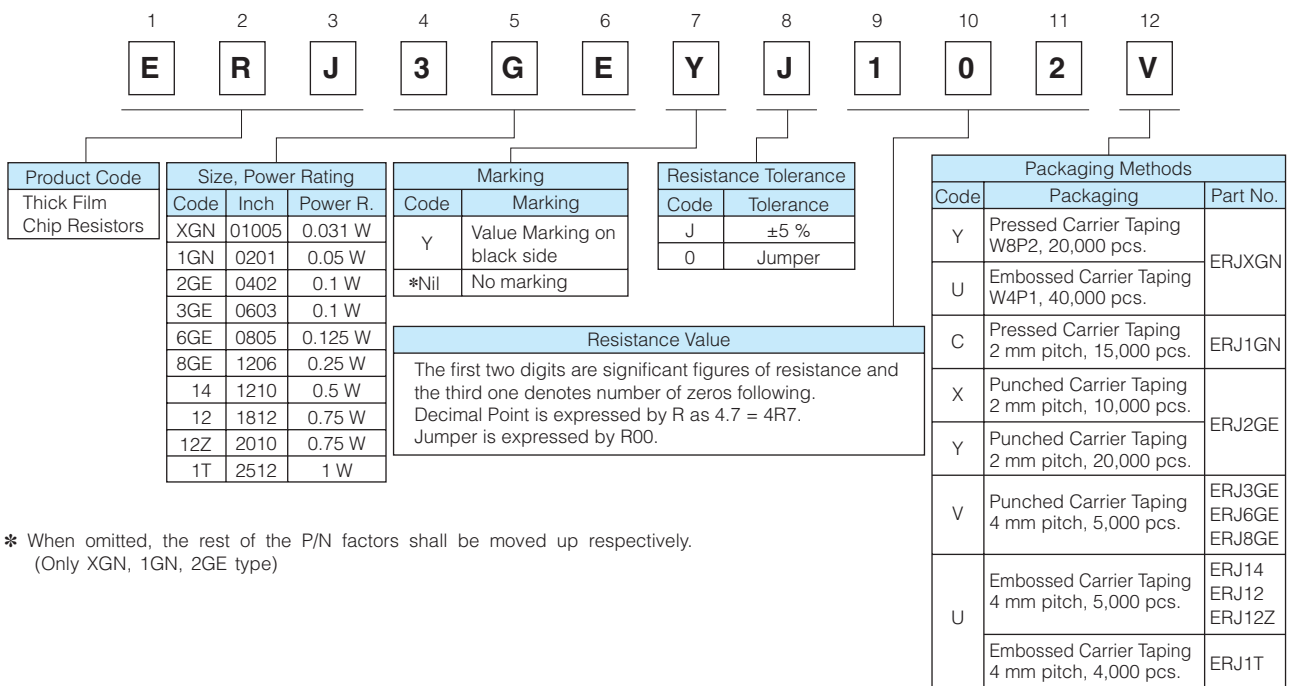 1 2 3 4 5 6 7 8 9 10 11 12
E R J 3 G E Y J 1 0 2 V
Product Code
Thick Film
Chip Resistors
Size, Power Rating
Code Inch Power R.
XGN 01005 0.031 W
1GN 0201 0.05 W
2GE 0402 0.1 W
3GE 0603 0.1 W
6GE 0805 0.125 W
8GE 1206 0.25 W
14 1210 0.5 W
12 1812 0.75 W
12Z 2010 0.75 W
1T 2512 1 W
Marking
Code Marking
Y Value Marking on
black side
✻Nil No marking
Resistance Tolerance
Code Tolerance
J ±5 %
0 Jumper
Resistance Value
The first two digits are significant figures of resistance and
the third one denotes number of zeros following.
Decimal Point is expressed by R as 4.7 = 4R7.
Jumper is expressed by R00.
Packaging Methods
Code Packaging Part No.
Y Pressed Carrier Taping
W8P2, 20,000 pcs.
ERJXGN
U Embossed Carrier Taping
W4P1, 40,000 pcs.
C Pressed Carrier Taping
2 mm pitch, 15,000 pcs.
ERJ1GN
X Punched Carrier Taping
2 mm pitch, 10,000 pcs.
ERJ2GE
Y Punched Carrier Taping
2 mm pitch, 20,000 pcs.
V Punched Carrier Taping
4 mm pitch, 5,000 pcs.
ERJ3GE
ERJ6GE
ERJ8GE
U Embossed Carrier Taping
4 mm pitch, 5,000 pcs.
ERJ14
ERJ12
ERJ12Z
Embossed Carrier Taping
4 mm pitch, 4,000 pcs.
ERJ1T
✻ When omitted, the rest of the P/N factors shall be moved up respectively.
(Only XGN, 1GN, 2GE type)